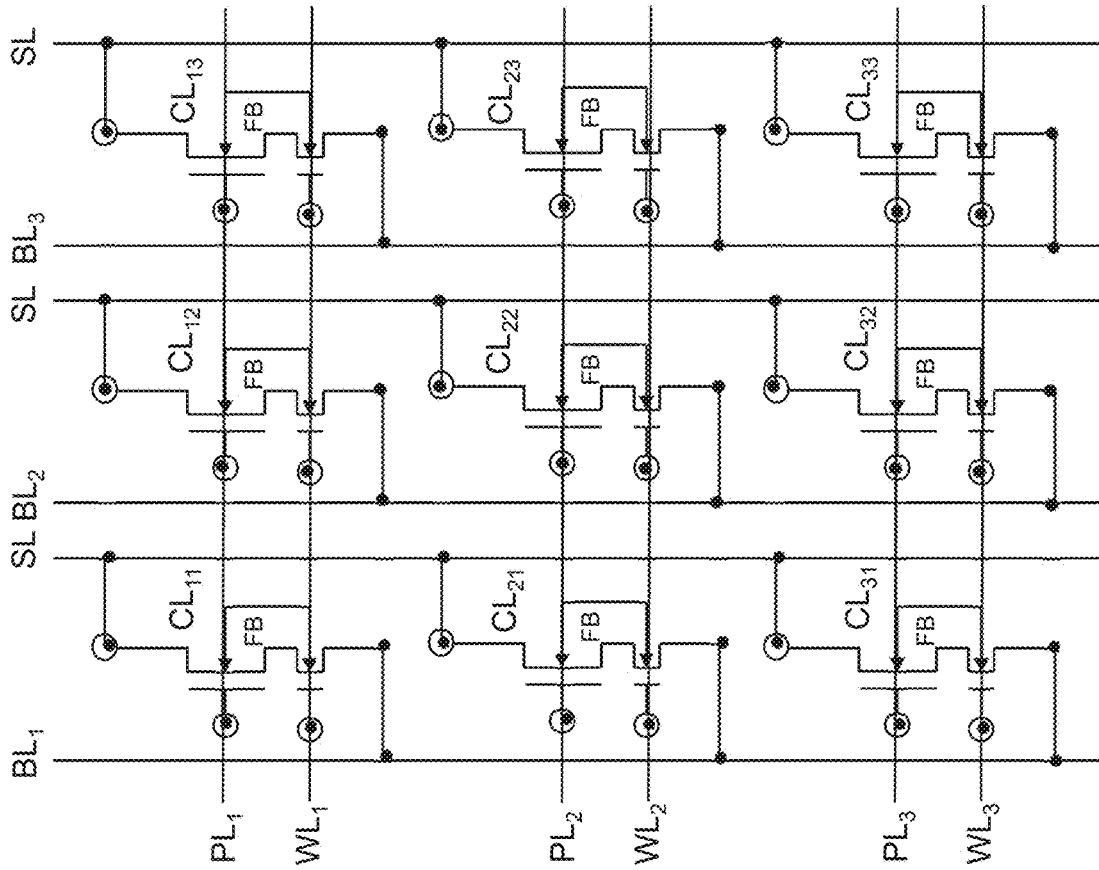 BL₁ SL BL₂ SL BL₃ SL
CL₁₁ CL₁₂ CL₁₃
PL₁
FB FB FB
WL₁
CL₂₁ CL₂₂ CL₂₃
PL₂
FB FB FB
WL₂
CL₃₁ CL₃₂ CL₃₃
PL₃
FB FB FB
WL₃